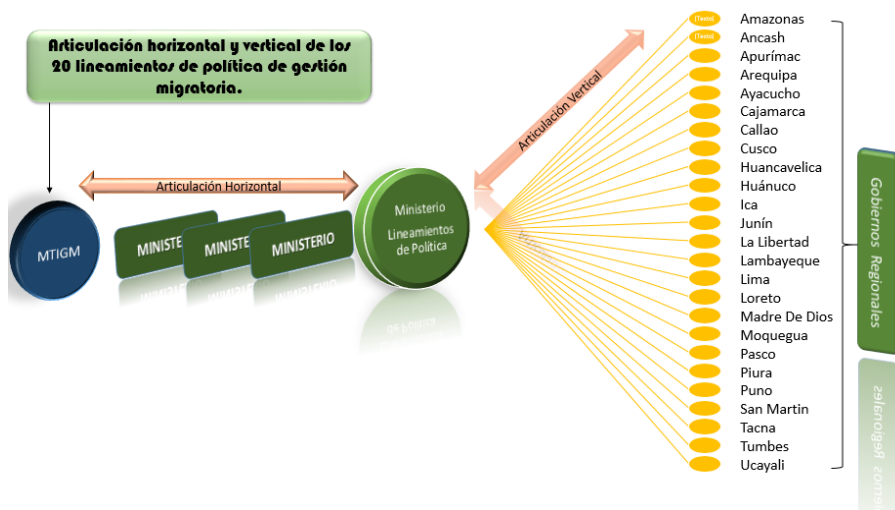 Articulación horizontal y vertical de los
20 lineamientos de política de gestión
migratoria.
Articulación Horizontal
Articulación Vertical
MTIGM
MINISTE
MINISTE
MINISTERIO
Ministerio
Lineamientos
de Política
[Texto]
[Texto]
Amazonas
Ancash
Apurímac
Arequipa
Ayacucho
Cajamarca
Callao
Cusco
Huancavelica
Huánuco
Ica
Junín
La Libertad
Lambayeque
Lima
Loreto
Madre De Dios
Moquegua
Pasco
Piura
Puno
San Martin
Tacna
Tumbes
Ucayali
Gobiernos Regionales